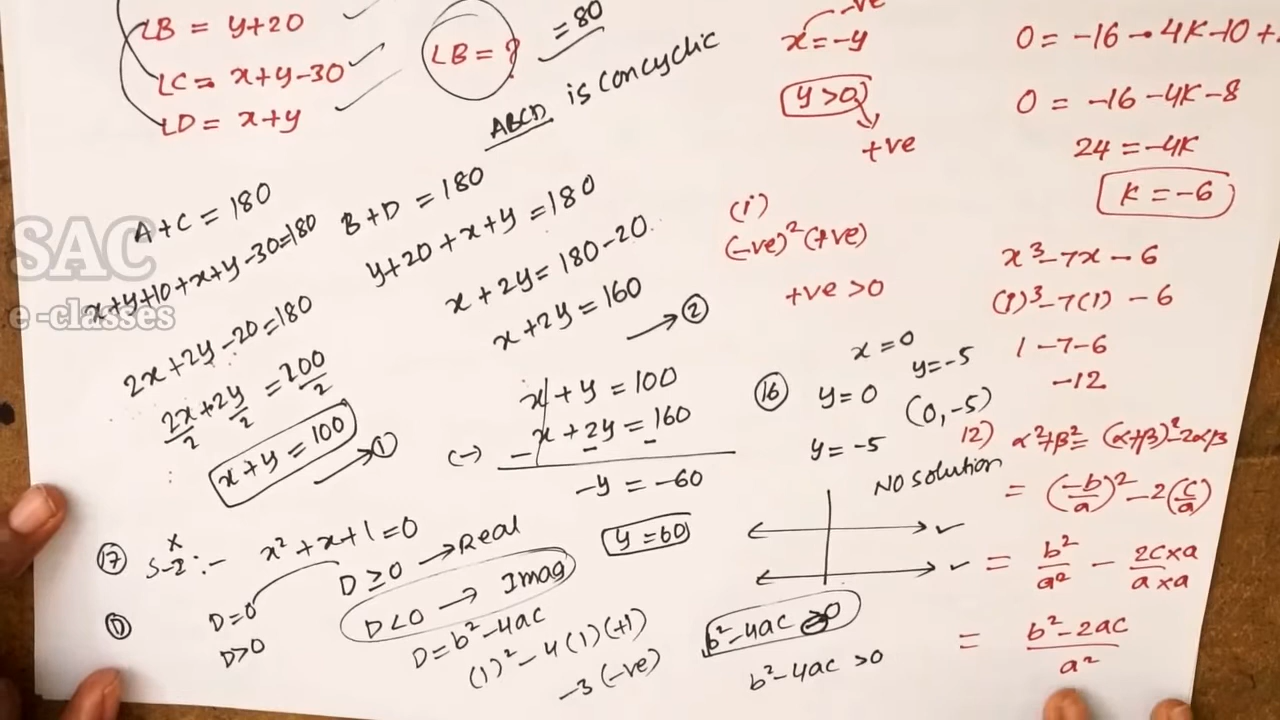 ∠B = y+20
∠C = x+y-30
∠D = x+y
∠B = ?
=80
ABCD is concyclic
A+C = 180
x+y+10+x+y-30=180
2x+2y-20=180
2x/2 + 2y/2 = 200/2
x+y = 100
→ ①
B+D = 180
y+20+x+y = 180
x+2y = 180-20
x+2y = 160
→ ②
x+y = 100
(-) x+2y = 160
- - -
-y = -60
y = 60
-ve
x = -y
y >0
+ve
(i)
(-ve)² (+ve)
+ve >0
0 = -16 - 4K - 10 +
0 = -16 - 4K - 8
24 = -4K
K = -6
x³-7x-6
(1)³-7(1) - 6
1-7-6
-12
⑯
x=0
y=0
y=-5
(0,-5)
y = -5
No solution
12) α²+β² = (α+β)²-2αβ
= (-b/a)² - 2(c/a)
= b²/a² - 2c×a/a×a
= b²-2ac/a²
⑰ S-2 :- x²+x+1=0
x
D
D=0
D>0
D≥0 → Real
D<0 → Imag
D=b²-4ac
(1)²-4(1)(+1)
-3 (-ve)
b²-4ac ≥0
b²-4ac >0
SAC
e-classes